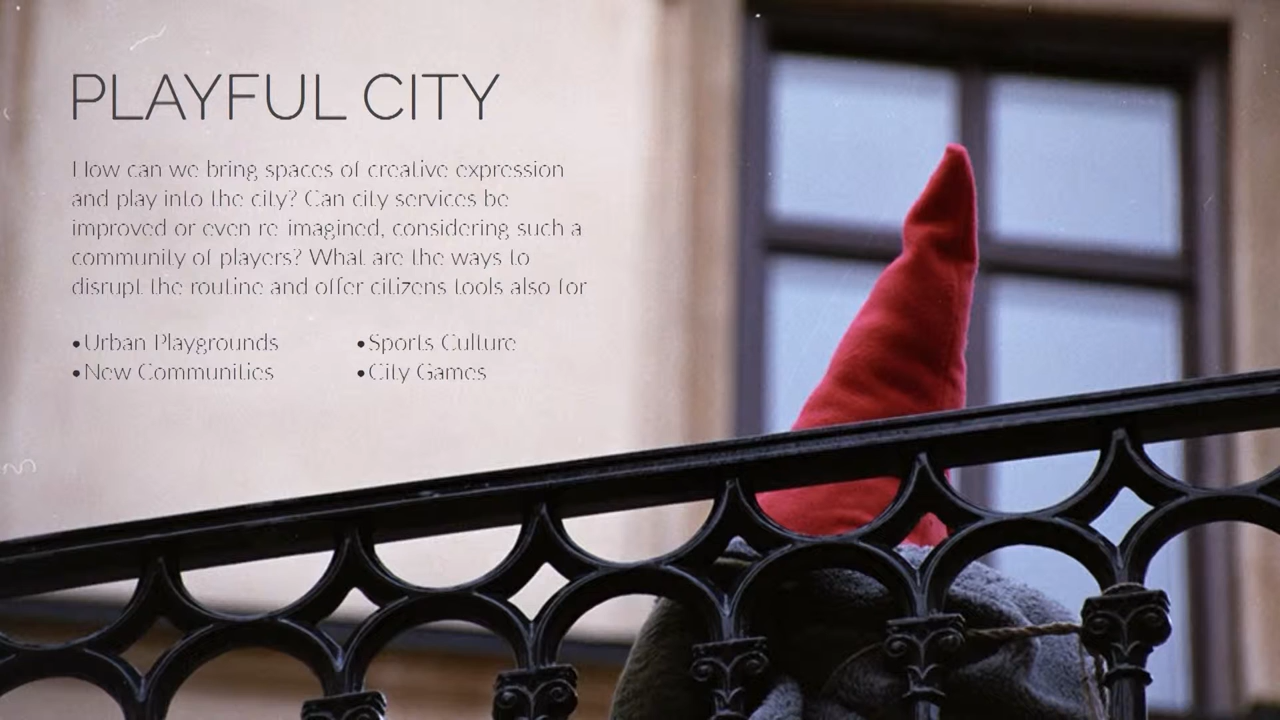 PLAYFUL CITY
How can we bring spaces of creative expression
and play into the city? Can city services be
improved or even re-imagined, considering such a
community of players? What are the ways to
disrupt the routine and offer citizens tools also for
•Urban Playgrounds
•New Communities
•Sports Culture
•City Games